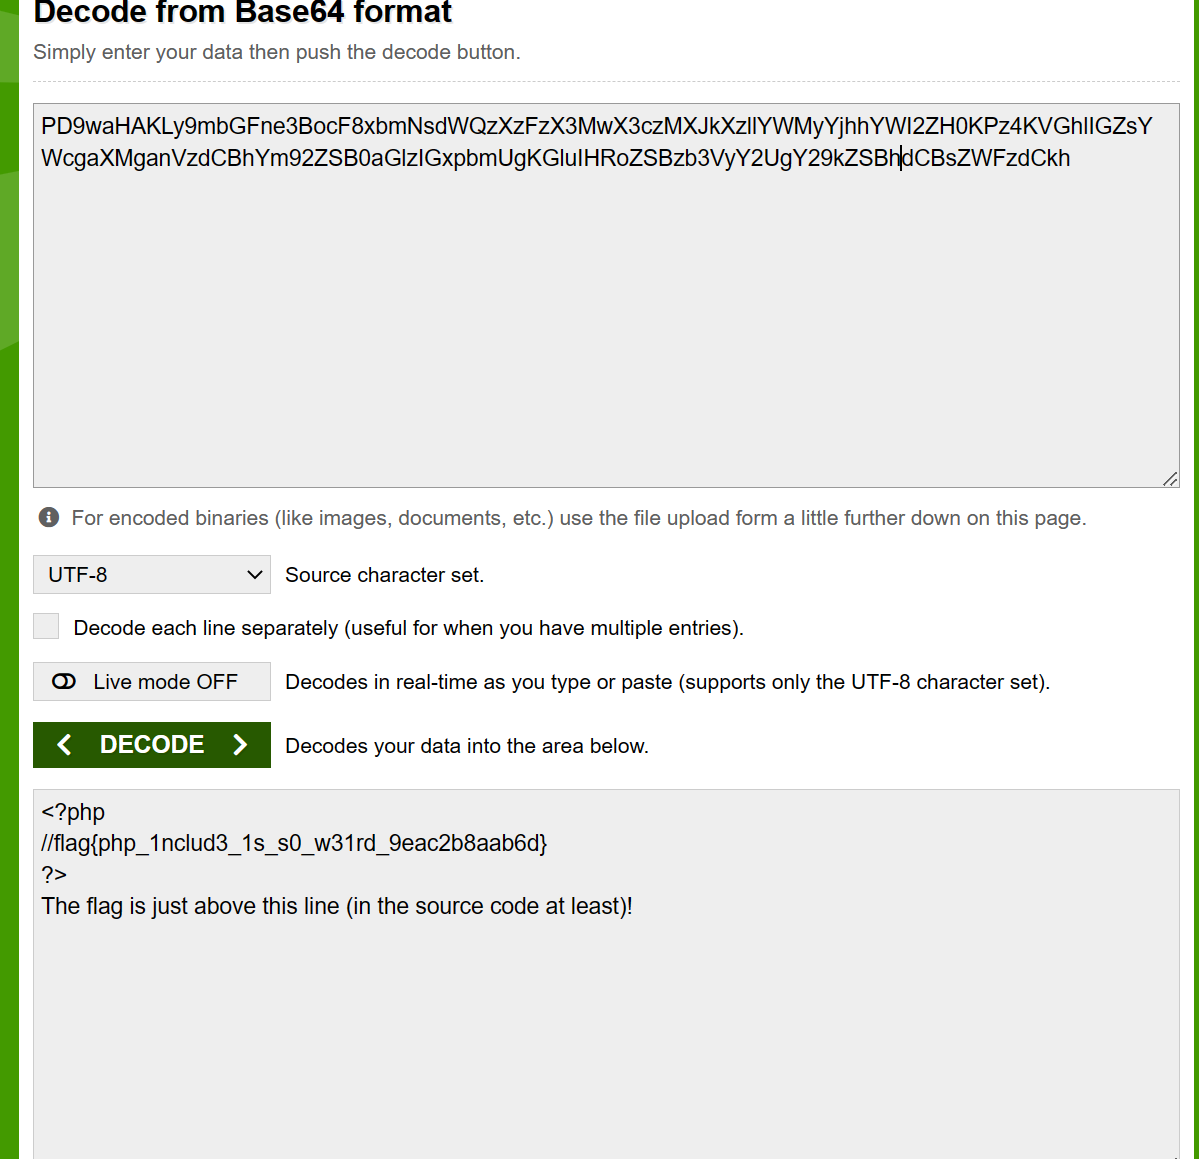 Decode from Base64 format
Simply enter your data then push the decode button.
PD9waHAKLy9mbGFne3BocF8xbmNsdWQzXzFzX3MwX3czMXJkXzllYWMyYjhhYWI2ZH0KPz4KVGhlIGZsY
WcgaXMganVzdCBhYm92ZSB0aGlzIGxpbmUgKGluIHRoZSBzb3VyY2UgY29kZSBhdCBsZWFzdCkh
For encoded binaries (like images, documents, etc.) use the file upload form a little further down on this page.
UTF-8 Source character set.
Decode each line separately (useful for when you have multiple entries).
Live mode OFF Decodes in real-time as you type or paste (supports only the UTF-8 character set).
DECODE Decodes your data into the area below.
<?php
//flag{php_1nclud3_1s_s0_w31rd_9eac2b8aab6d}
?>
The flag is just above this line (in the source code at least)!